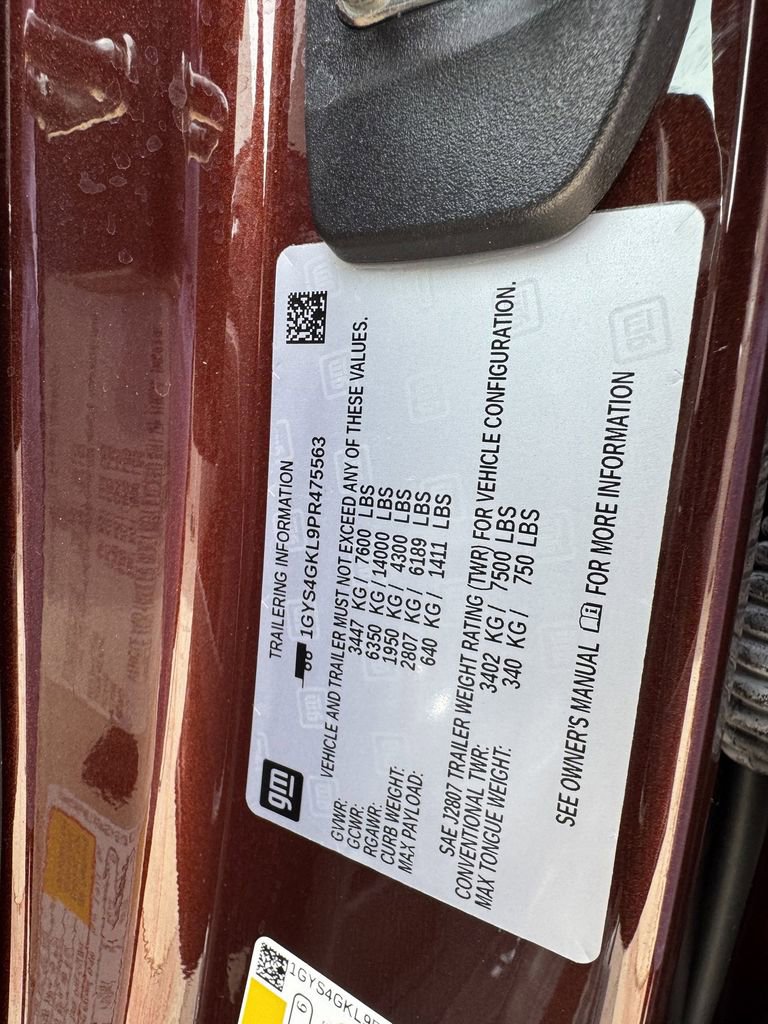 TRAILERING INFORMATION
1GYS4GKL9PR475563
gm
VEHICLE AND TRAILER MUST NOT EXCEED ANY OF THESE VALUES.
GVWR: 3447 KG / 7600 LBS
GCWR: 6350 KG / 14000 LBS
RGAWR: 1950 KG / 4300 LBS
CURB WEIGHT: 2807 KG / 6189 LBS
MAX PAYLOAD: 640 KG / 1411 LBS
SAE J2807 TRAILER WEIGHT RATING (TWR) FOR VEHICLE CONFIGURATION.
CONVENTIONAL TWR: 3402 KG / 7500 LBS
MAX TONGUE WEIGHT: 340 KG / 750 LBS
SEE OWNER'S MANUAL FOR MORE INFORMATION
1GYS4GKL9P